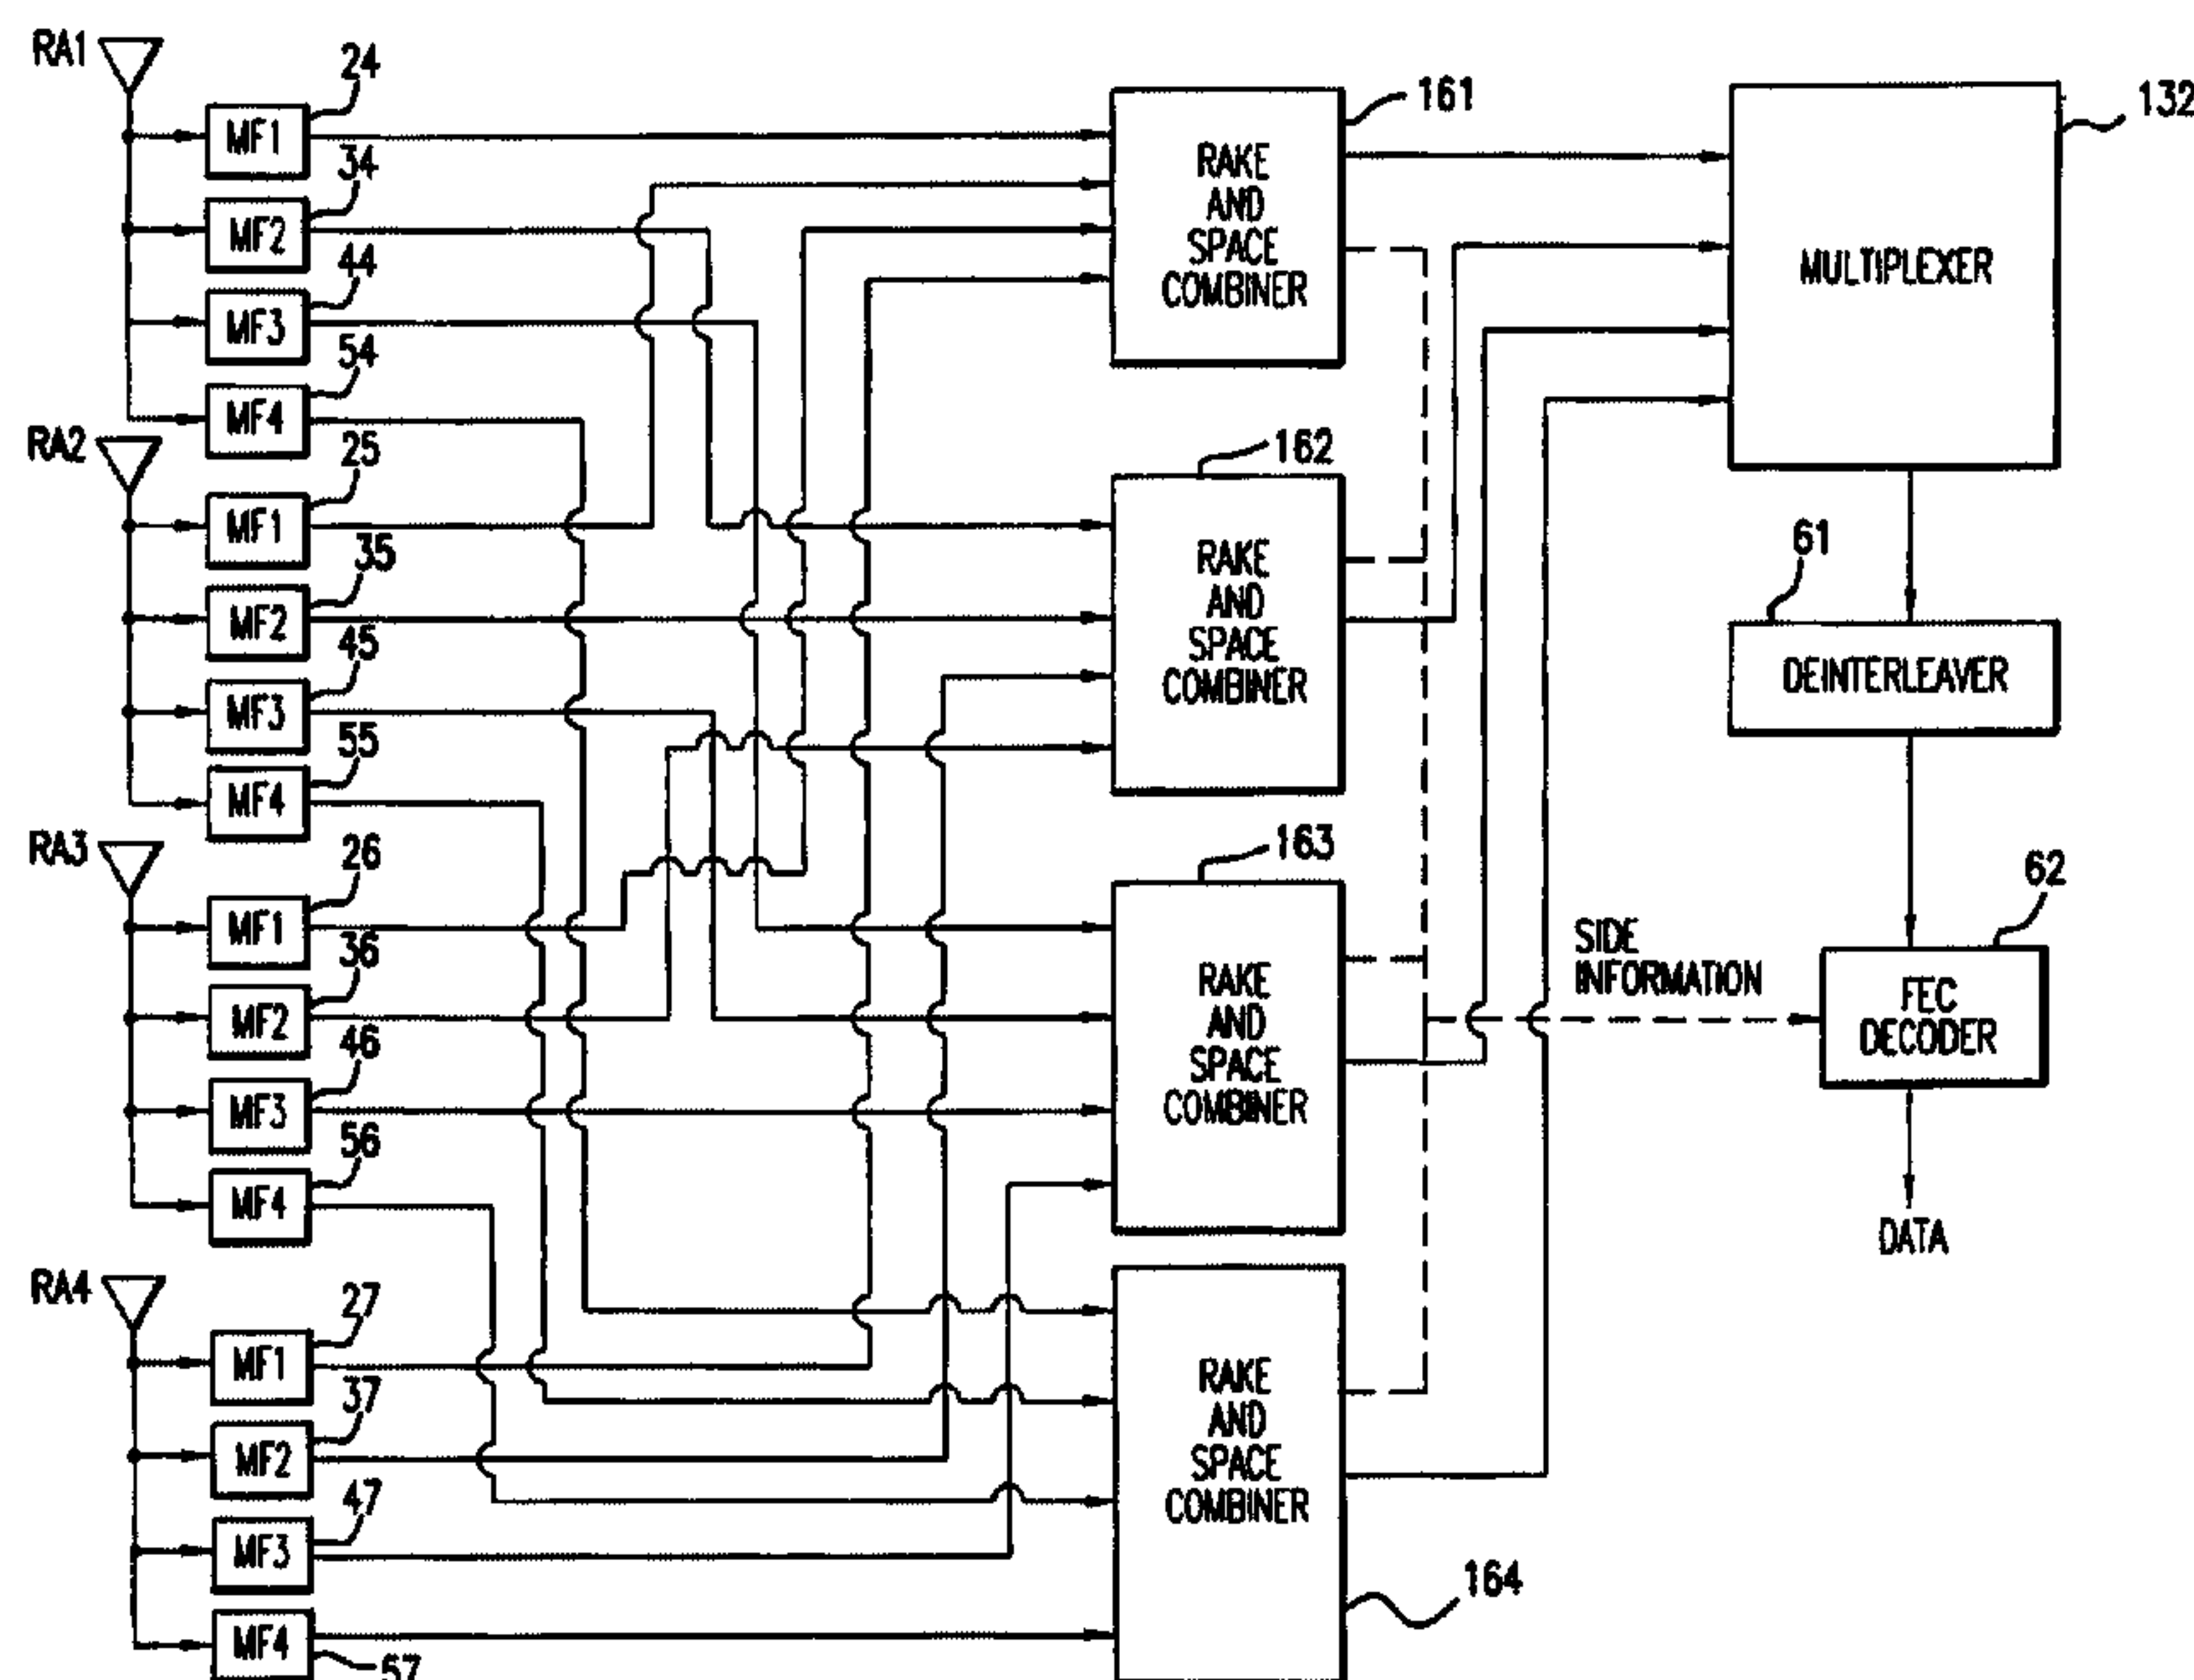 RA1
24
MF1
34
MF2
44
MF3
54
MF4
RA2
25
MF1
35
MF2
45
MF3
55
MF4
RA3
26
MF1
36
MF2
46
MF3
56
MF4
RA4
27
MF1
37
MF2
47
MF3
MF4
57
161
RAKE
AND
SPACE
COMBINER
162
RAKE
AND
SPACE
COMBINER
163
RAKE
AND
SPACE
COMBINER
RAKE
AND
SPACE
COMBINER
164
132
MULTIPLEXER
61
DEINTERLEAVER
62
SIDE
INFORMATION
FEC
DECODER
DATA